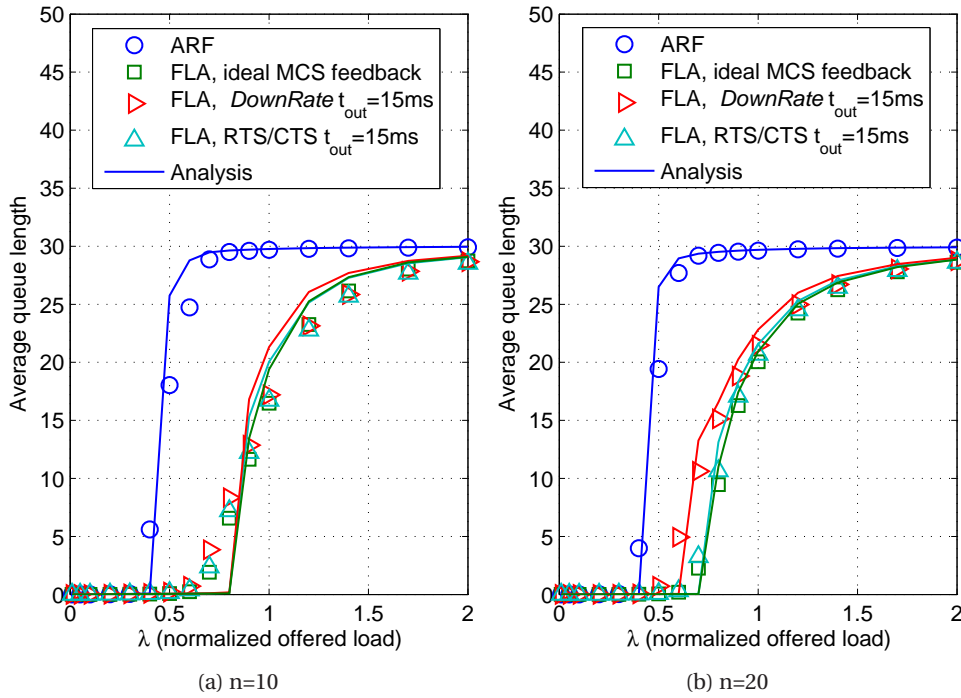 50
45
40
35
30
25
20
15
10
5
0
Average queue length
ARF
FLA, ideal MCS feedback
FLA, DownRate t_out=15ms
FLA, RTS/CTS t_out=15ms
Analysis
0 0.5 1 1.5 2
λ (normalized offered load)
(a) n=10
50
45
40
35
30
25
20
15
10
5
0
Average queue length
ARF
FLA, ideal MCS feedback
FLA, DownRate t_out=15ms
FLA, RTS/CTS t_out=15ms
Analysis
0 0.5 1 1.5 2
λ (normalized offered load)
(b) n=20